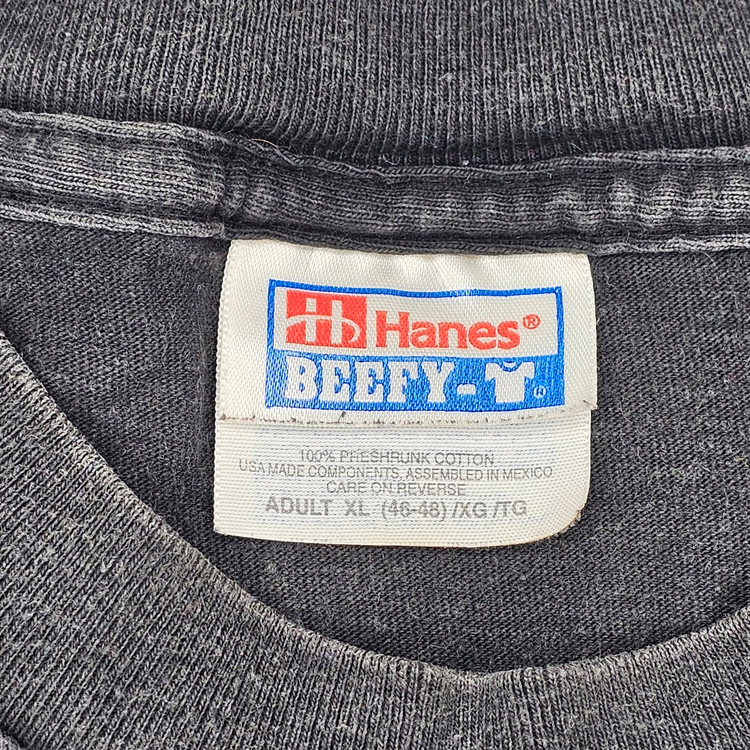 Hanes®
BEEFY-T®
100% PRESHRUNK COTTON
USA MADE COMPONENTS, ASSEMBLED IN MEXICO
CARE ON REVERSE
ADULT XL (46-48) /XG /TG